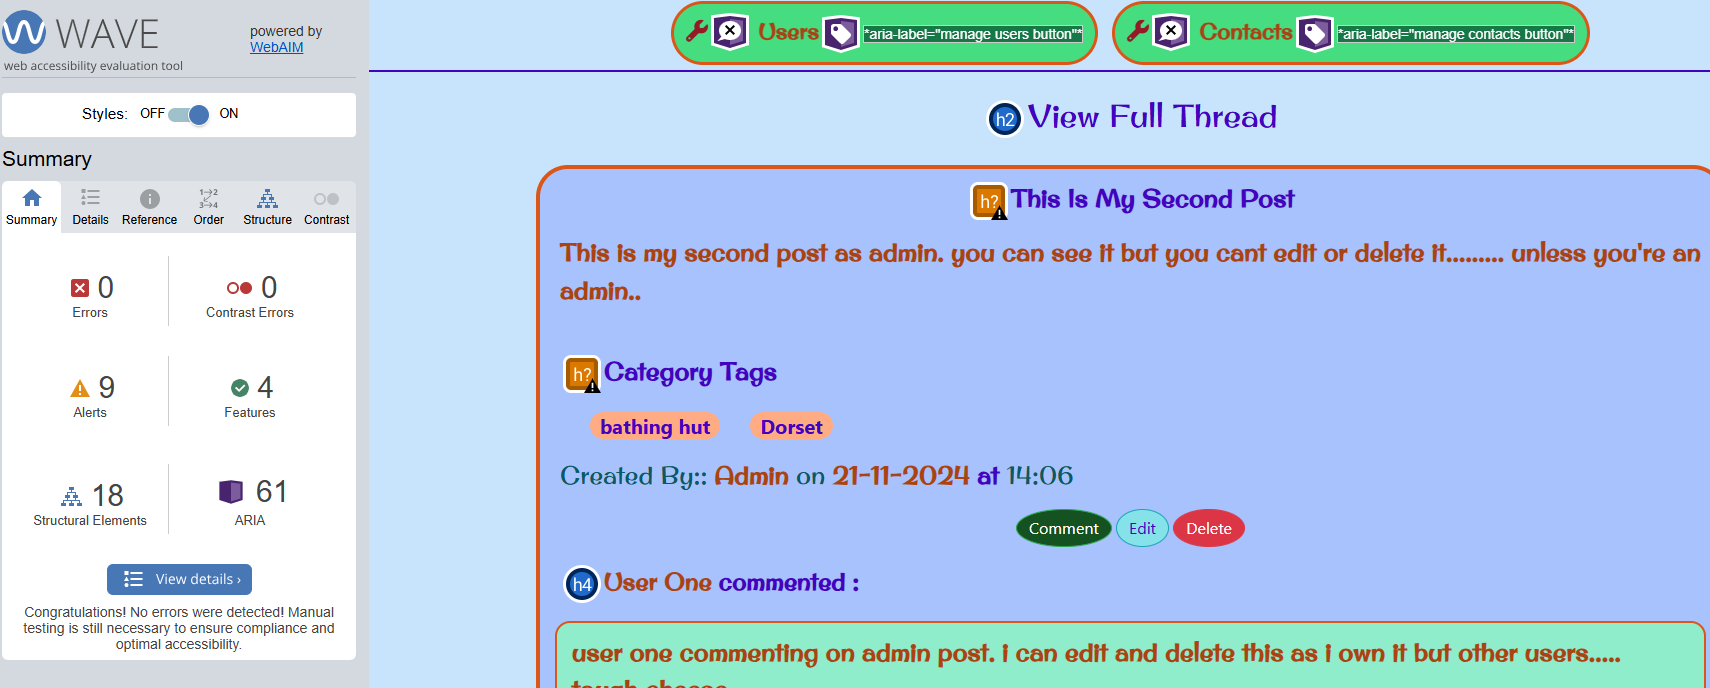 WAVE
powered by
WebAIM
web accessibility evaluation tool
Styles: OFF ON
Summary
Summary Details Reference Order Structure Contrast
0 Errors
0 Contrast Errors
9 Alerts
4 Features
18 Structural Elements
61 ARIA
View details ›
Congratulations! No errors were detected! Manual
testing is still necessary to ensure compliance and
optimal accessibility.
Users *aria-label="manage users button"*
Contacts *aria-label="manage contacts button"*
h2 View Full Thread
h? This Is My Second Post
This is my second post as admin. you can see it but you cant edit or delete it......... unless you're an
admin..
h? Category Tags
bathing hut Dorset
Created By:: Admin on 21-11-2024 at 14:06
Comment Edit Delete
h4 User One commented :
user one commenting on admin post. i can edit and delete this as i own it but other users.....
tough cheese